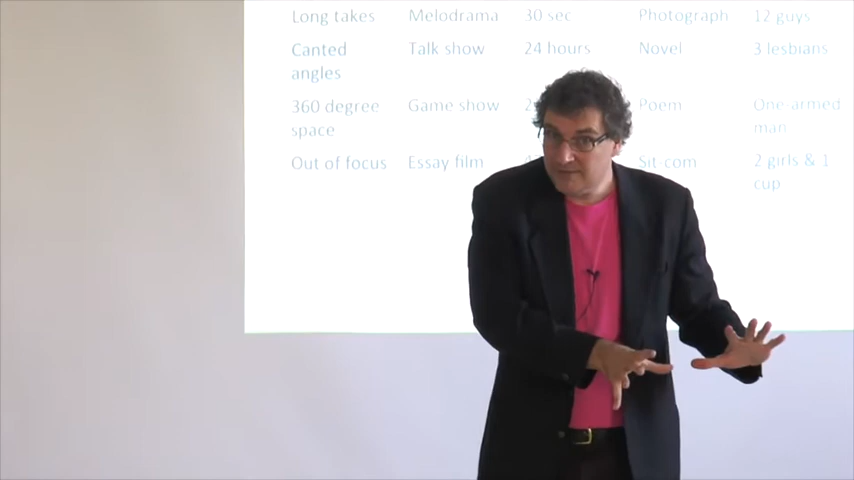 Long takes Melodrama 30 sec Photograph 12 guys
Canted Talk show 24 hours Novel 3 lesbians
angles
360 degree Game show Poem One-armed
space man
Out of focus Essay film Sit-com 2 girls & 1
cup